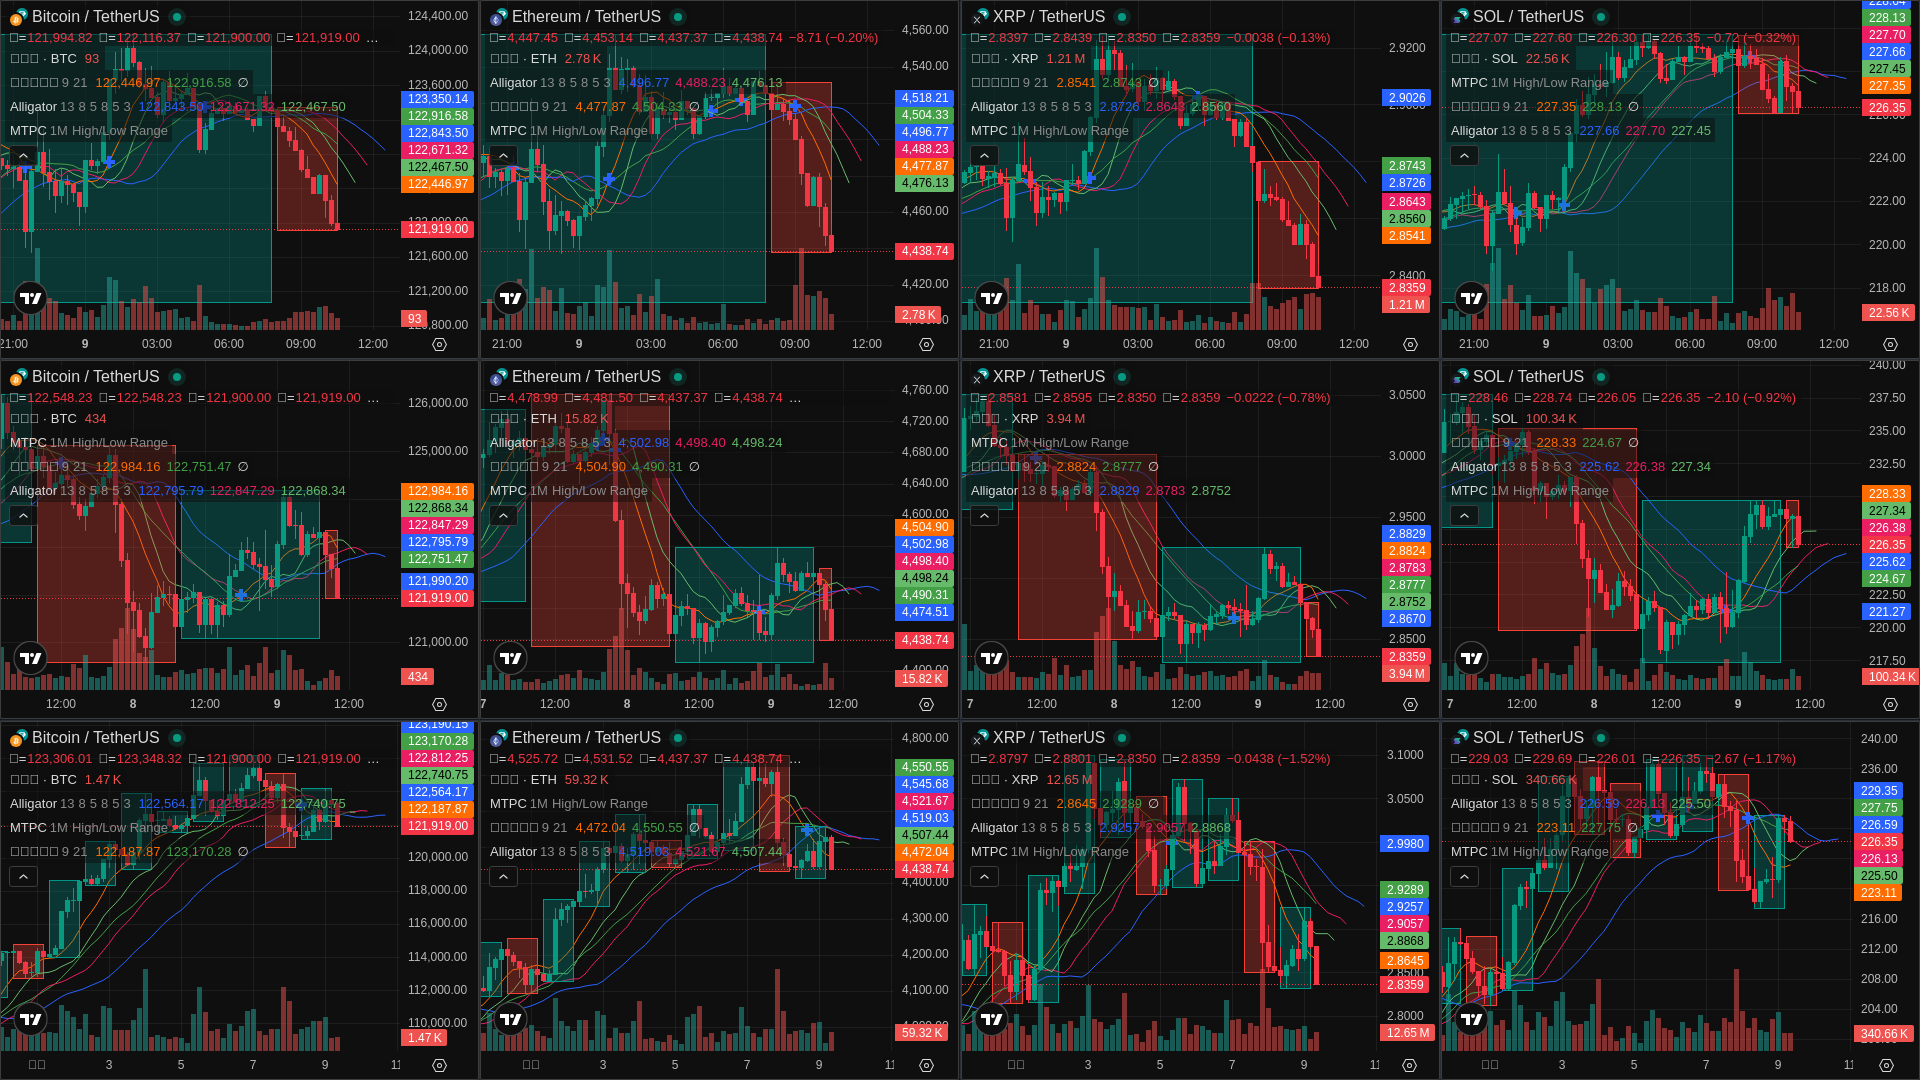 Bitcoin / TetherUS
=121,994.82 =122,116.37 =121,900.00 =121,919.00 ...
· BTC 93
9 21 122,446.97 122,916.58 ∅
Alligator 13 8 5 8 5 3 122,843.50 122,671.32 122,467.50
MTPC 1M High/Low Range
124,400.00
124,000.00
123,600.00
123,350.14
122,916.58
122,843.50
122,671.32
122,467.50
122,446.97
121,919.00
121,600.00
121,200.00
93
21:00 9 03:00 06:00 09:00 12:00
Ethereum / TetherUS
=4,447.45 =4,453.14 =4,437.37 =4,438.74 −8.71 (−0.20%)
· ETH 2.78 K
Alligator 13 8 5 8 5 3 4,496.77 4,488.23 4,476.13
9 21 4,477.87 4,504.33 ∅
MTPC 1M High/Low Range
4,560.00
4,540.00
4,518.21
4,504.33
4,496.77
4,488.23
4,477.87
4,476.13
4,460.00
4,438.74
4,420.00
2.78 K
21:00 9 03:00 06:00 09:00 12:00
XRP / TetherUS
=2.8397 =2.8439 =2.8350 =2.8359 −0.0038 (−0.13%)
· XRP 1.21 M
9 21 2.8541 2.8743 ∅
Alligator 13 8 5 8 5 3 2.8726 2.8643 2.8560
MTPC 1M High/Low Range
2.9200
2.9026
2.8743
2.8726
2.8643
2.8560
2.8541
2.8400
2.8359
1.21 M
21:00 9 03:00 06:00 09:00 12:00
SOL / TetherUS
=227.07 =227.60 =226.30 =226.35 −0.72 (−0.32%)
· SOL 22.56 K
MTPC 1M High/Low Range
9 21 227.35 228.13 ∅
Alligator 13 8 5 8 5 3 227.66 227.70 227.45
228.13
227.70
227.66
227.45
227.35
226.35
224.00
222.00
220.00
218.00
22.56 K
21:00 9 03:00 06:00 09:00 12:00
Bitcoin / TetherUS
=122,548.23 =122,548.23 =121,900.00 =121,919.00 ...
· BTC 434
MTPC 1M High/Low Range
9 21 122,984.16 122,751.47 ∅
Alligator 13 8 5 8 5 3 122,795.79 122,847.29 122,868.34
126,000.00
125,000.00
122,984.16
122,868.34
122,847.29
122,795.79
122,751.47
121,990.20
121,919.00
121,000.00
434
12:00 8 12:00 9 12:00
Ethereum / TetherUS
=4,478.99 =4,481.50 =4,437.37 =4,438.74 ...
· ETH 15.82 K
Alligator 13 8 5 8 5 3 4,502.98 4,498.40 4,498.24
9 21 4,504.90 4,490.31 ∅
MTPC 1M High/Low Range
4,760.00
4,720.00
4,680.00
4,640.00
4,600.00
4,504.90
4,502.98
4,498.40
4,498.24
4,490.31
4,474.51
4,438.74
4,400.00
15.82 K
7 12:00 8 12:00 9 12:00
XRP / TetherUS
=2.8581 =2.8595 =2.8350 =2.8359 −0.0222 (−0.78%)
· XRP 3.94 M
MTPC 1M High/Low Range
9 21 2.8824 2.8777 ∅
Alligator 13 8 5 8 5 3 2.8829 2.8783 2.8752
3.0500
3.0000
2.9500
2.8829
2.8824
2.8783
2.8777
2.8752
2.8670
2.8500
2.8359
3.94 M
7 12:00 8 12:00 9 12:00
SOL / TetherUS
=228.46 =228.74 =226.05 =226.35 −2.10 (−0.92%)
· SOL 100.34 K
9 21 228.33 224.67 ∅
Alligator 13 8 5 8 5 3 225.62 226.38 227.34
MTPC 1M High/Low Range
240.00
237.50
235.00
232.50
228.33
227.34
226.38
226.35
225.62
224.67
222.50
221.27
220.00
217.50
100.34 K
7 12:00 8 12:00 9 12:00
Bitcoin / TetherUS
=123,306.01 =123,348.32 =121,900.00 =121,919.00 ...
· BTC 1.47 K
Alligator 13 8 5 8 5 3 122,564.17 122,812.25 122,740.75
MTPC 1M High/Low Range
9 21 122,187.87 123,170.28 ∅
123,190.15
123,170.28
122,812.25
122,740.75
122,564.17
122,187.87
121,919.00
120,000.00
118,000.00
116,000.00
114,000.00
112,000.00
110,000.00
1.47 K
3 5 7 9
Ethereum / TetherUS
=4,525.72 =4,531.52 =4,437.37 =4,438.74 ...
· ETH 59.32 K
MTPC 1M High/Low Range
9 21 4,472.04 4,550.55 ∅
Alligator 13 8 5 8 5 3 4,519.03 4,521.67 4,507.44
4,800.00
4,550.55
4,545.68
4,521.67
4,519.03
4,507.44
4,472.04
4,438.74
4,400.00
4,300.00
4,200.00
4,100.00
59.32 K
3 5 7 9
XRP / TetherUS
=2.8797 =2.8801 =2.8350 =2.8359 −0.0438 (−1.52%)
· XRP 12.65 M
9 21 2.8645 2.9289 ∅
Alligator 13 8 5 8 5 3 2.9257 2.9057 2.8868
MTPC 1M High/Low Range
3.1000
3.0500
2.9980
2.9289
2.9257
2.9057
2.8868
2.8645
2.8500
2.8359
2.8000
12.65 M
3 5 7 9
SOL / TetherUS
=229.03 =229.69 =226.01 =226.35 −2.67 (−1.17%)
· SOL 340.66 K
Alligator 13 8 5 8 5 3 226.59 226.13 225.50
9 21 223.11 227.75 ∅
MTPC 1M High/Low Range
240.00
236.00
229.35
227.75
226.59
226.35
226.13
225.50
223.11
216.00
212.00
208.00
204.00
340.66 K
3 5 7 9